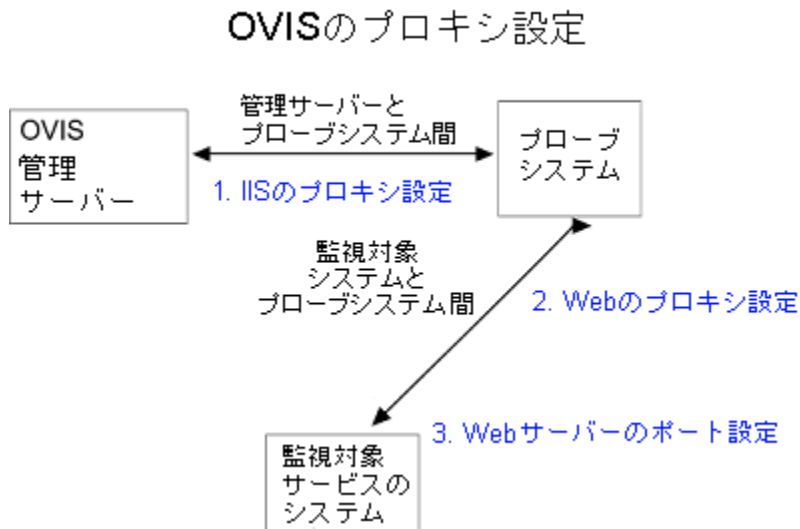 OVISのプロキシ設定
OVIS
管理
サーバー
管理サーバーと
プローブシステム間
プローブ
システム
1. IISのプロキシ設定
監視対象
システムと
プローブシステム間
2. Webのプロキシ設定
3. Webサーバーのポート設定
監視対象
サービスの
システム